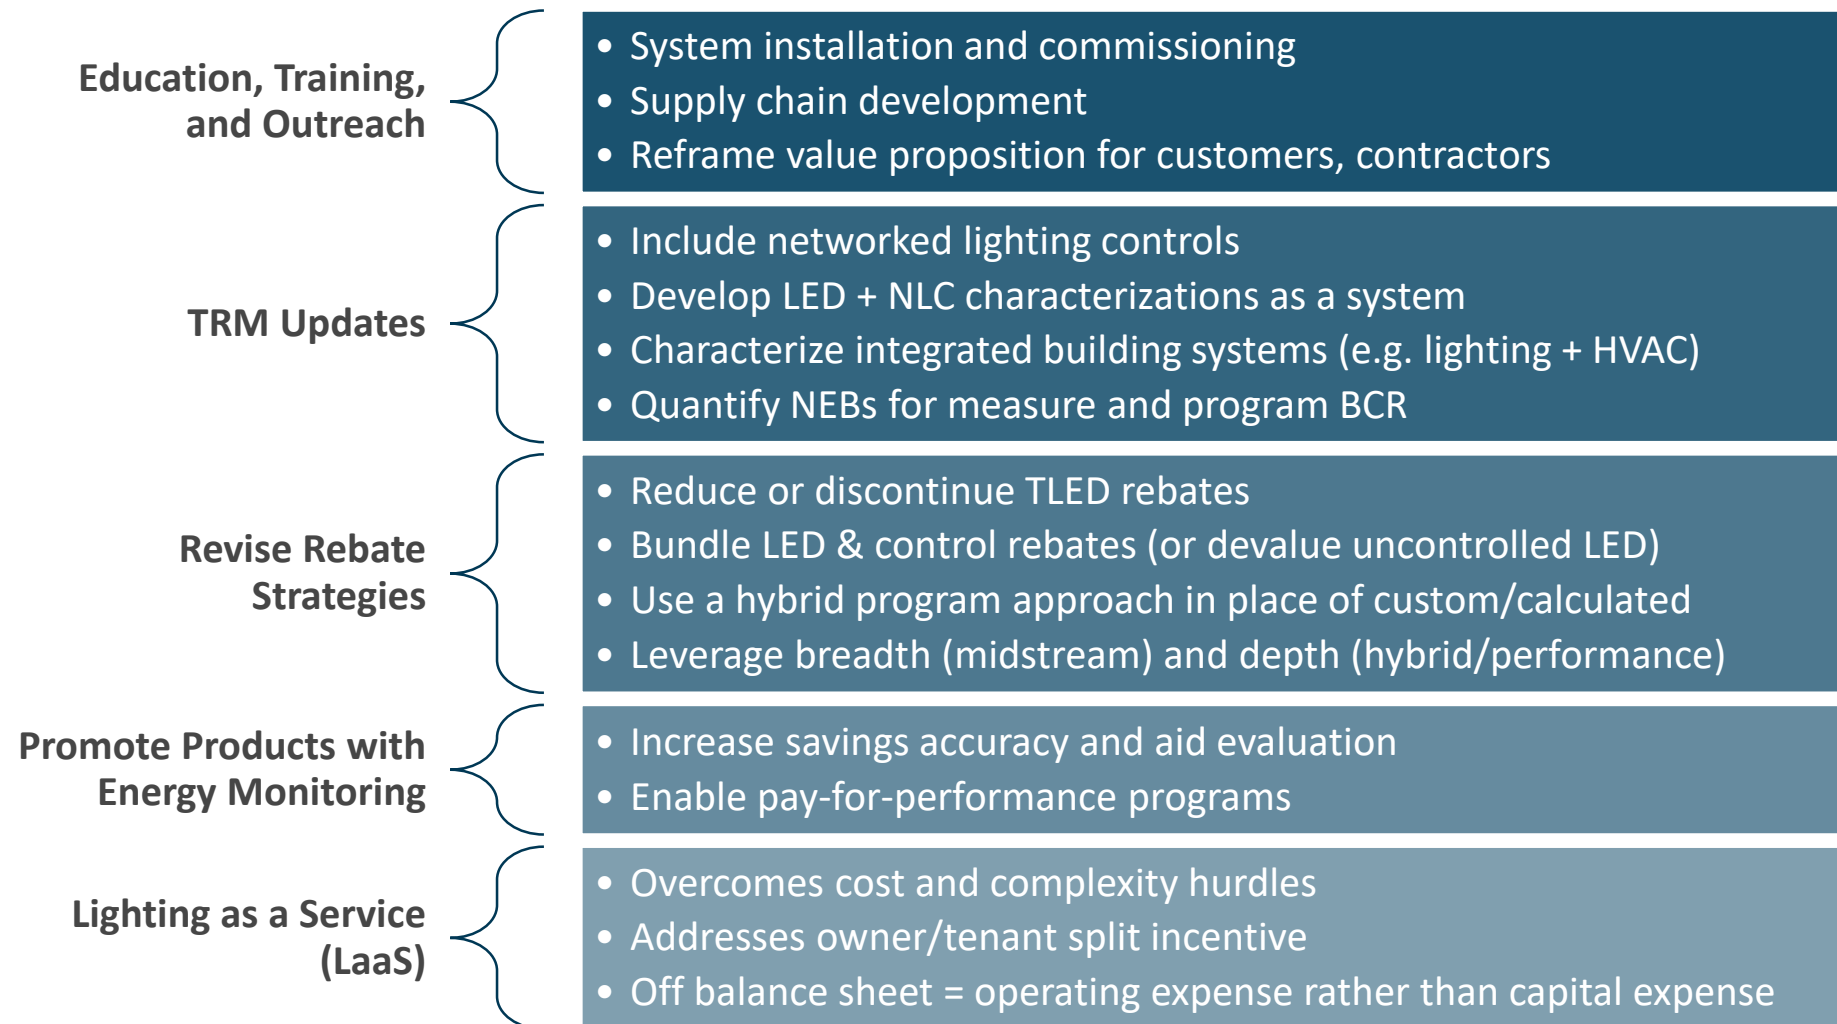 Education, Training,
and Outreach
• System installation and commissioning
• Supply chain development
• Reframe value proposition for customers, contractors
TRM Updates
• Include networked lighting controls
• Develop LED + NLC characterizations as a system
• Characterize integrated building systems (e.g. lighting + HVAC)
• Quantify NEBs for measure and program BCR
Revise Rebate
Strategies
• Reduce or discontinue TLED rebates
• Bundle LED & control rebates (or devalue uncontrolled LED)
• Use a hybrid program approach in place of custom/calculated
• Leverage breadth (midstream) and depth (hybrid/performance)
Promote Products with
Energy Monitoring
• Increase savings accuracy and aid evaluation
• Enable pay-for-performance programs
Lighting as a Service
(LaaS)
• Overcomes cost and complexity hurdles
• Addresses owner/tenant split incentive
• Off balance sheet = operating expense rather than capital expense